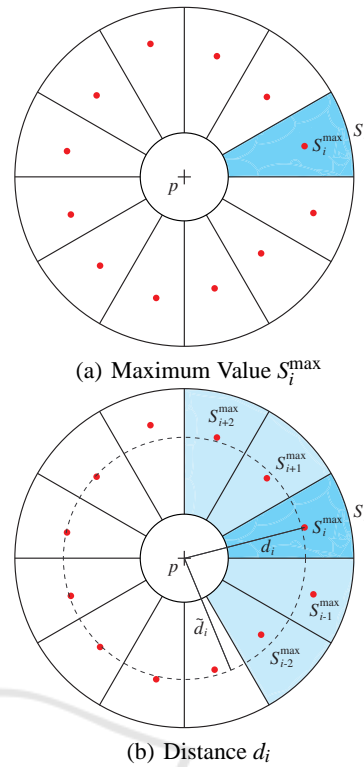 S
S_i^max
p
(a) Maximum Value S_i^max
S_{i+2}^max
S_{i+1}^max
S
S_i^max
d_i
p
S_{i-1}^max
d̃_i
S_{i-2}^max
(b) Distance d_i